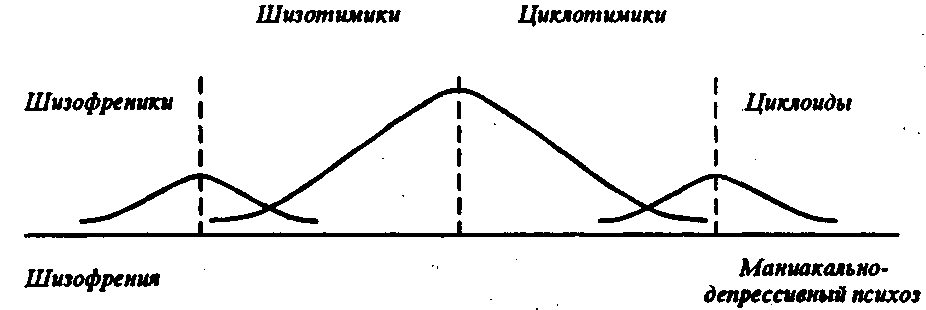 Шизотимики
Циклотимики
Шизофреники
Циклоиды
Шизофрения
Маниакально-
депрессивный психоз